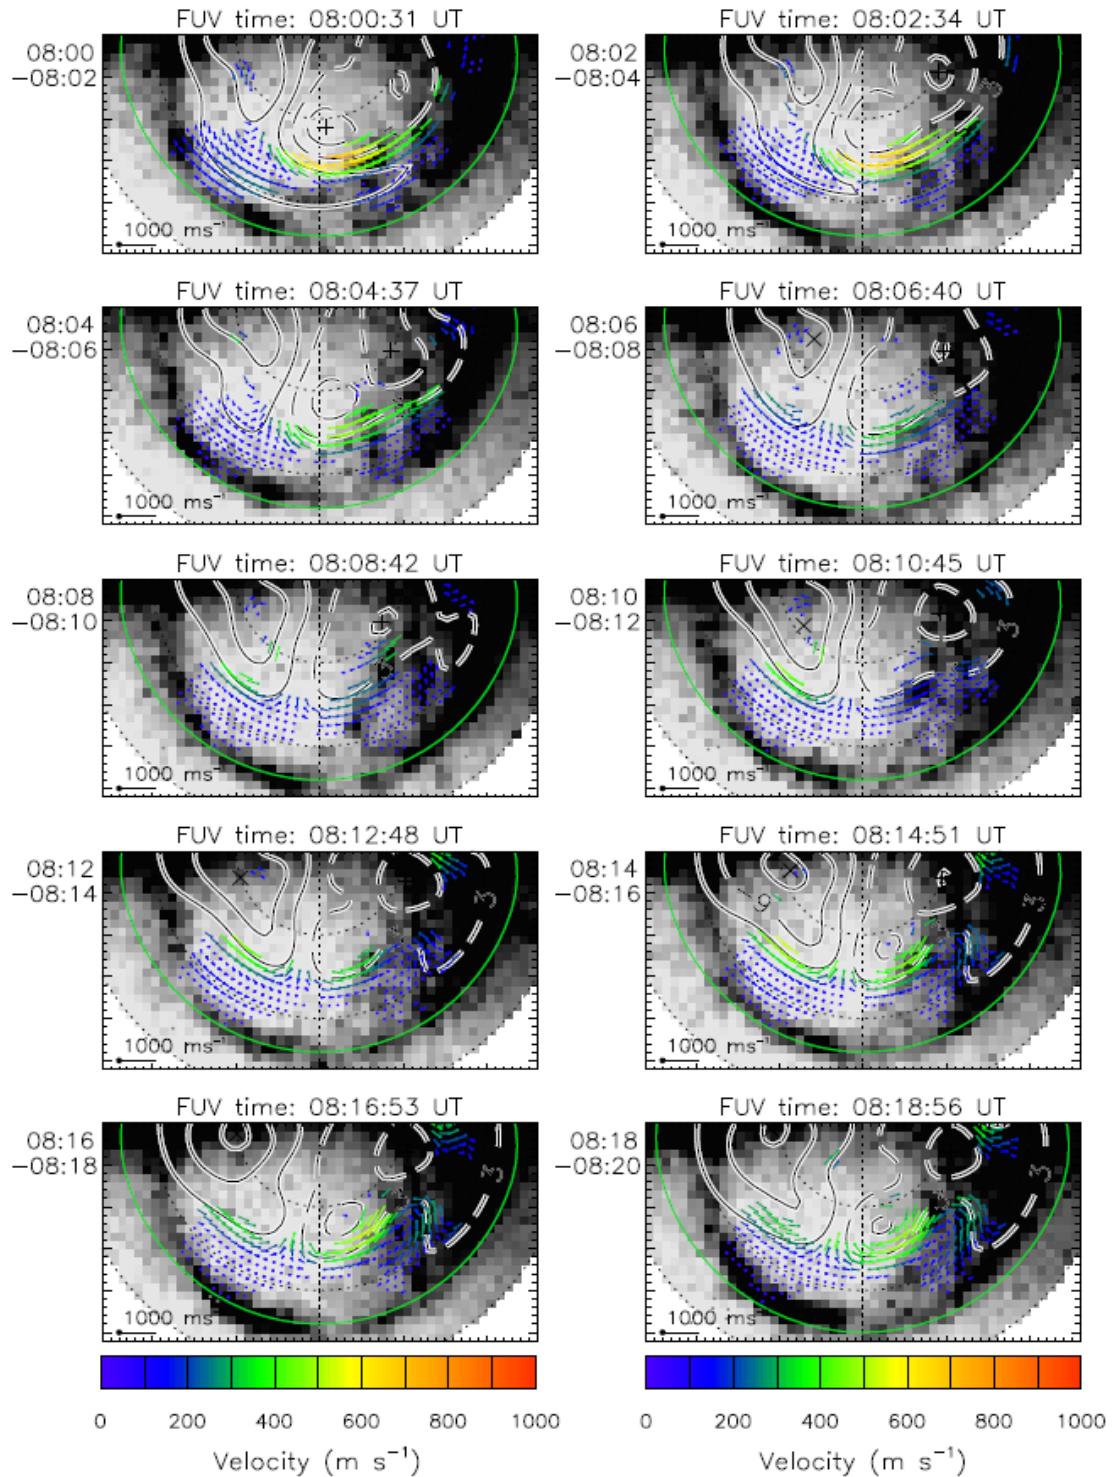 FUV time: 08:00:31 UT
08:00
−08:02
1000 ms⁻¹
FUV time: 08:02:34 UT
08:02
−08:04
3
1000 ms⁻¹
FUV time: 08:04:37 UT
08:04
−08:06
1000 ms⁻¹
FUV time: 08:06:40 UT
08:06
−08:08
1000 ms⁻¹
FUV time: 08:08:42 UT
08:08
−08:10
1000 ms⁻¹
FUV time: 08:10:45 UT
08:10
−08:12
3
1000 ms⁻¹
FUV time: 08:12:48 UT
08:12
−08:14
3
1000 ms⁻¹
FUV time: 08:14:51 UT
08:14
−08:16
−9
3
1000 ms⁻¹
FUV time: 08:16:53 UT
08:16
−08:18
3
1000 ms⁻¹
FUV time: 08:18:56 UT
08:18
−08:20
3
1000 ms⁻¹
0 200 400 600 800 1000
Velocity (m s⁻¹)
0 200 400 600 800 1000
Velocity (m s⁻¹)